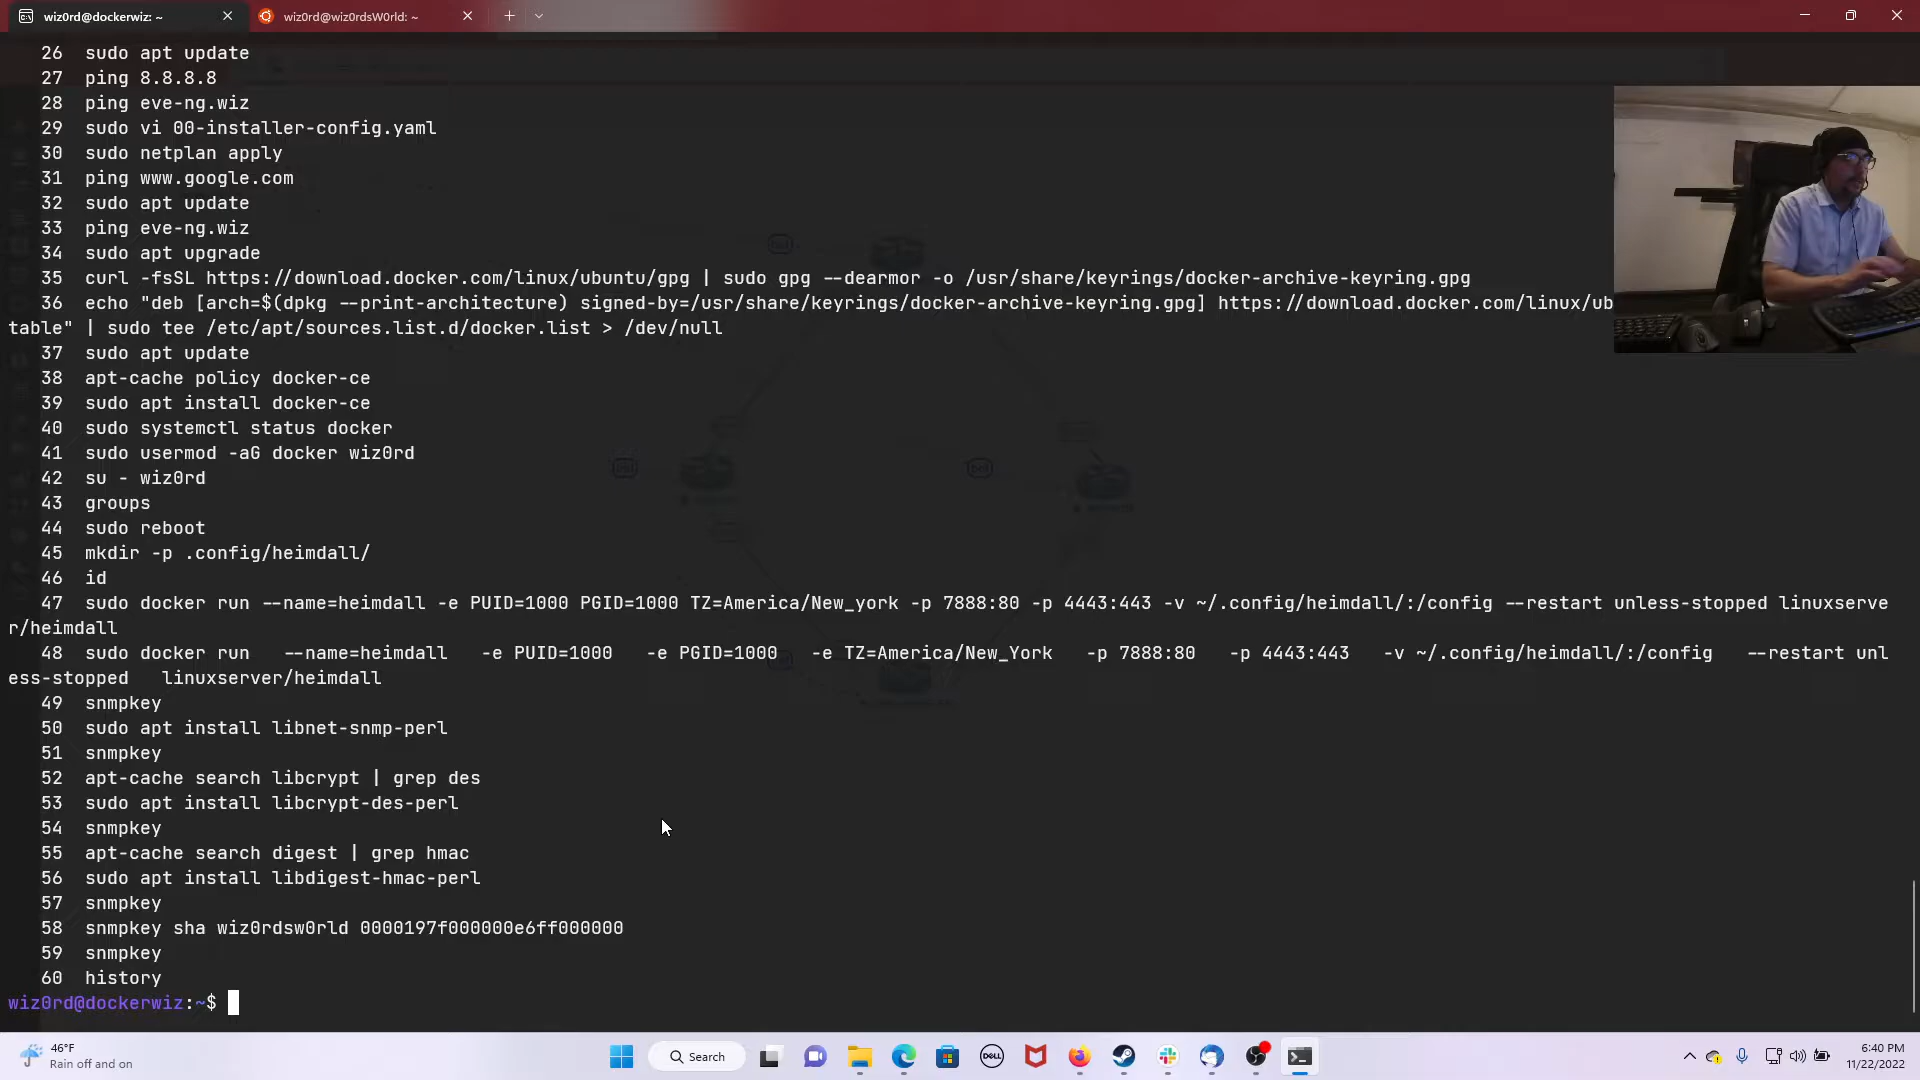 wiz0rd@dockerwiz: ~
wiz0rd@wiz0rdsW0rld: ~
26 sudo apt update
27 ping 8.8.8.8
28 ping eve-ng.wiz
29 sudo vi 00-installer-config.yaml
30 sudo netplan apply
31 ping www.google.com
32 sudo apt update
33 ping eve-ng.wiz
34 sudo apt upgrade
35 curl -fsSL https://download.docker.com/linux/ubuntu/gpg | sudo gpg --dearmor -o /usr/share/keyrings/docker-archive-keyring.gpg
36 echo "deb [arch=$(dpkg --print-architecture) signed-by=/usr/share/keyrings/docker-archive-keyring.gpg] https://download.docker.com/linux/ub
table" | sudo tee /etc/apt/sources.list.d/docker.list > /dev/null
37 sudo apt update
38 apt-cache policy docker-ce
39 sudo apt install docker-ce
40 sudo systemctl status docker
41 sudo usermod -aG docker wiz0rd
42 su - wiz0rd
43 groups
44 sudo reboot
45 mkdir -p .config/heimdall/
46 id
47 sudo docker run --name=heimdall -e PUID=1000 PGID=1000 TZ=America/New_york -p 7888:80 -p 4443:443 -v ~/.config/heimdall/:/config --restart unless-stopped linuxserve
r/heimdall
48 sudo docker run --name=heimdall -e PUID=1000 -e PGID=1000 -e TZ=America/New_York -p 7888:80 -p 4443:443 -v ~/.config/heimdall/:/config --restart unl
ess-stopped linuxserver/heimdall
49 snmpkey
50 sudo apt install libnet-snmp-perl
51 snmpkey
52 apt-cache search libcrypt | grep des
53 sudo apt install libcrypt-des-perl
54 snmpkey
55 apt-cache search digest | grep hmac
56 sudo apt install libdigest-hmac-perl
57 snmpkey
58 snmpkey sha wiz0rdsw0rld 0000197f000000e6ff000000
59 snmpkey
60 history
wiz0rd@dockerwiz:~$
46°F
Rain off and on
Search
DELL
6:40 PM
11/22/2022